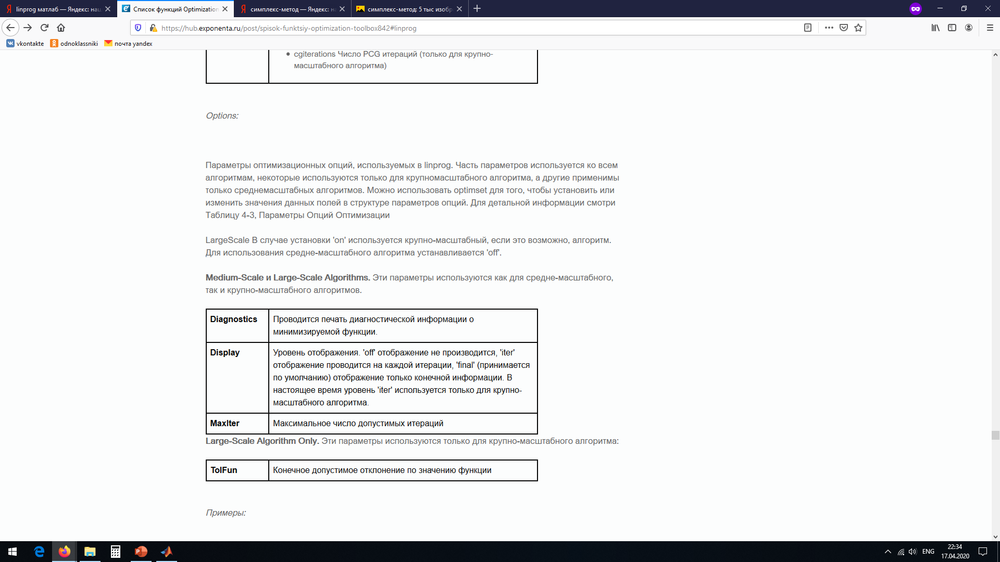 linprog матлаб — Яндекс: наш
Список функций Optimization
симплекс-метод — Яндекс: н
симплекс-метод: 5 тыс изобр
https://hub.exponenta.ru/post/spisok-funktsiy-optimization-toolbox842#linprog
vkontakte
odnoklassniki
почта yandex
cgiterations Число PCG итераций (только для крупно-
масштабного алгоритма)
Options:
Параметры оптимизационных опций, используемых в linprog. Часть параметров используется ко всем
алгоритмам, некоторые используются только для крупномасштабного алгоритма, а другие применимы
только среднемасштабных алгоритмов. Можно использовать optimset для того, чтобы установить или
изменить значения данных полей в структуре параметров опций. Для детальной информации смотри
Таблицу 4-3, Параметры Опций Оптимизации
LargeScale В случае установки 'on' используется крупно-масштабный, если это возможно, алгоритм.
Для использования средне-масштабного алгоритма устанавливается 'off'.
Medium-Scale и Large-Scale Algorithms. Эти параметры используются как для средне-масштабного,
так и крупно-масштабного алгоритмов.
Diagnostics
Проводится печать диагностической информации о
минимизируемой функции.
Display
Уровень отображения. 'off' отображение не производится, 'iter'
отображение проводится на каждой итерации, 'final' (принимается
по умолчанию) отображение только конечной информации. В
настоящее время уровень 'iter' используется только для крупно-
масштабного алгоритма.
MaxIter
Максимальное число допустимых итераций
Large-Scale Algorithm Only. Эти параметры используются только для крупно-масштабного алгоритма:
TolFun
Конечное допустимое отклонение по значению функции
Примеры:
ENG
22:34
17.04.2020